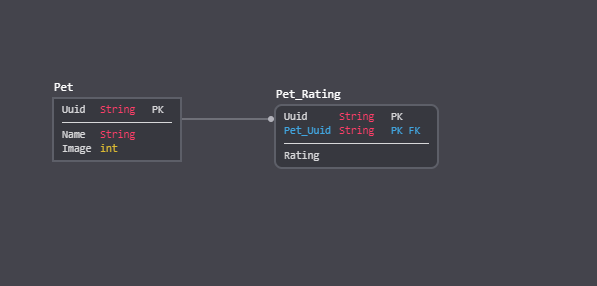 Pet
Uuid String PK
Name String
Image int
Pet_Rating
Uuid String PK
Pet_Uuid String PK FK
Rating